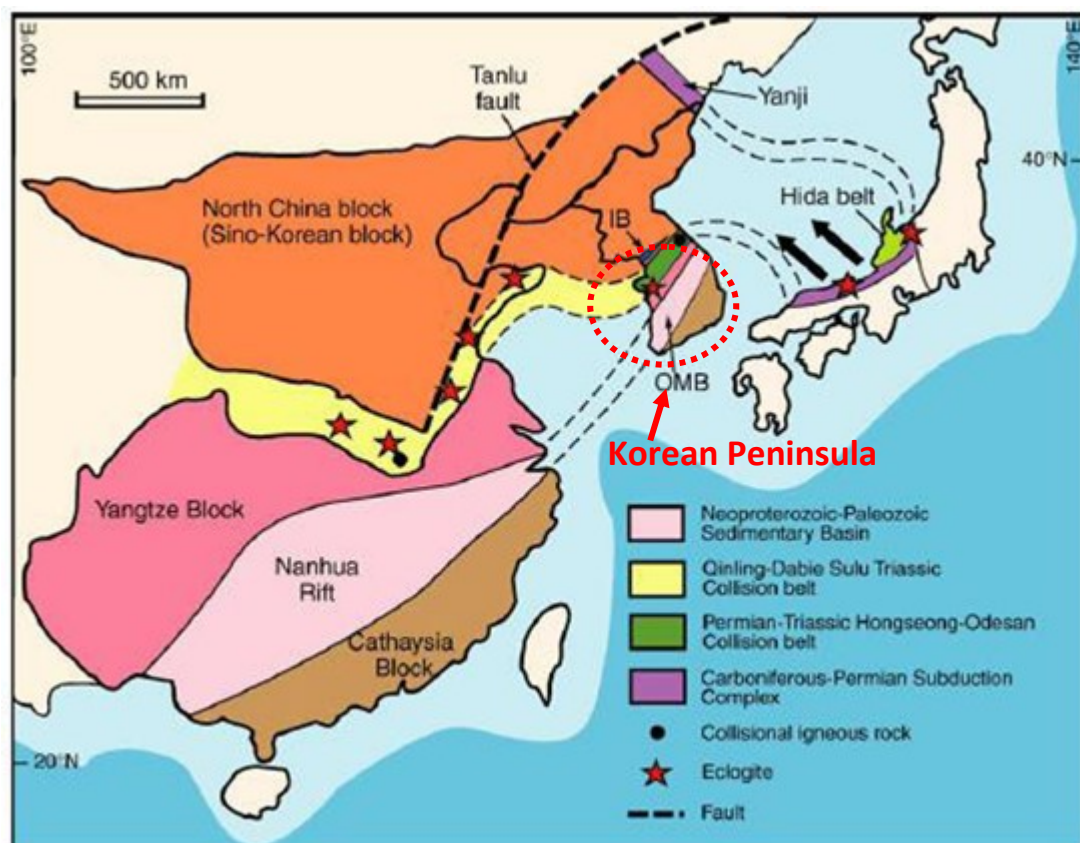 100°E
140°E
500 km
Tanlu
fault
Yanji
40°N
North China block
(Sino-Korean block)
Hida belt
IB
OMB
Korean Peninsula
Yangtze Block
Nanhua
Rift
Cathaysia
Block
20°N
Neoproterozoic-Paleozoic
Sedimentary Basin
Qinling-Dabie Sulu Triassic
Collision belt
Permian-Triassic Hongseong-Odesan
Collision belt
Carboniferous-Permian Subduction
Complex
Collisional igneous rock
Eclogite
Fault